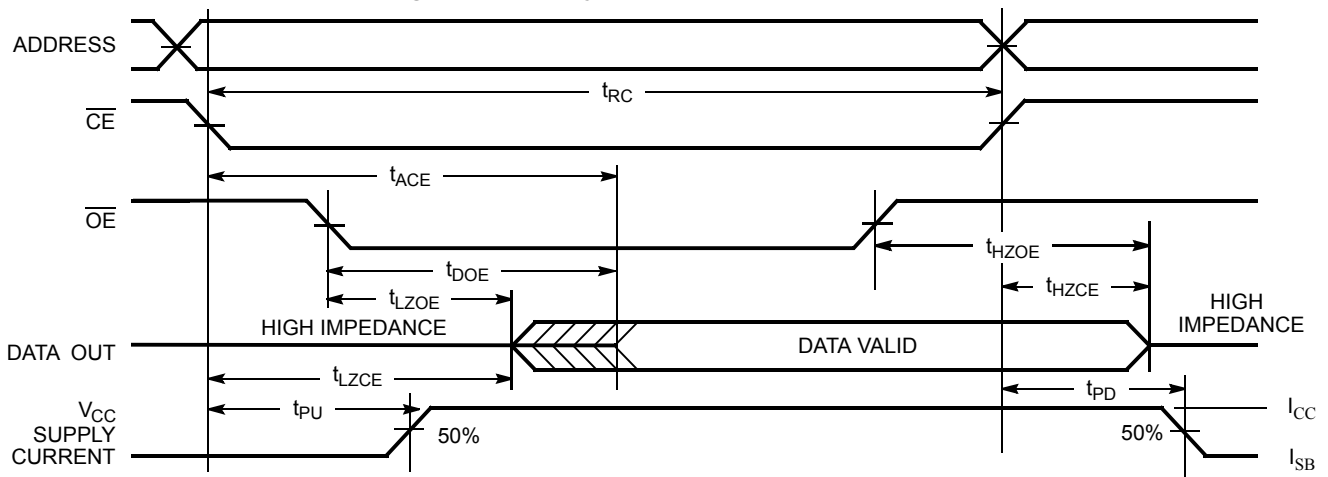 ADDRESS
tRC
CE
tACE
OE
tHZOE
tDOE
tLZOE
tHZCE
HIGH IMPEDANCE
HIGH
IMPEDANCE
DATA OUT
DATA VALID
tLZCE
tPD
VCC
SUPPLY
CURRENT
tPU
50%
50%
ICC
ISB